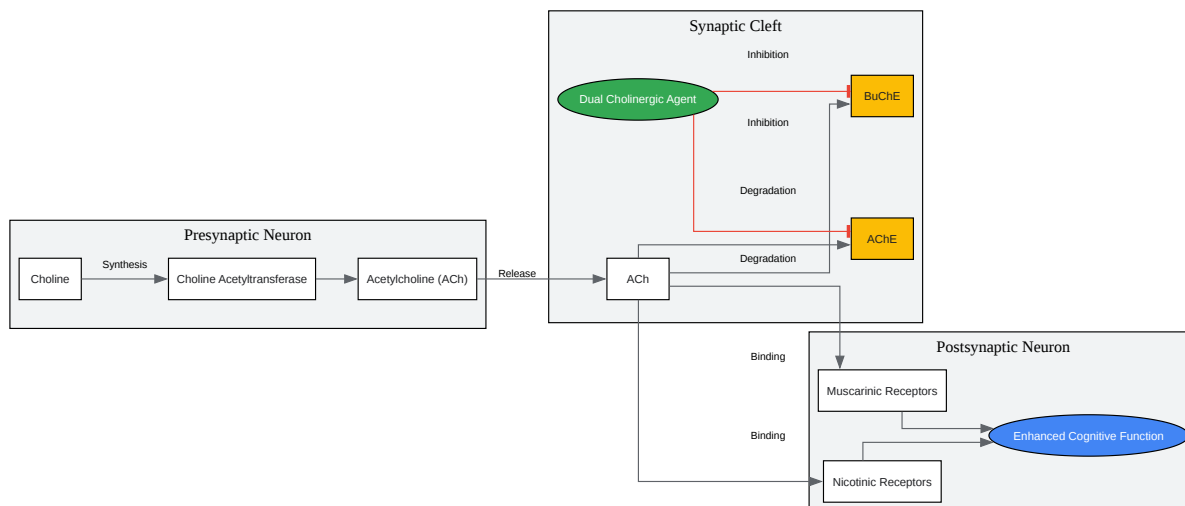 Synaptic Cleft
Inhibition
Dual Cholinergic Agent
BuChE
Inhibition
Degradation
Presynaptic Neuron
AChE
Synthesis
Degradation
Choline
Choline Acetyltransferase
Acetylcholine (ACh)
Release
ACh
Postsynaptic Neuron
Binding
Muscarinic Receptors
Binding
Enhanced Cognitive Function
Nicotinic Receptors